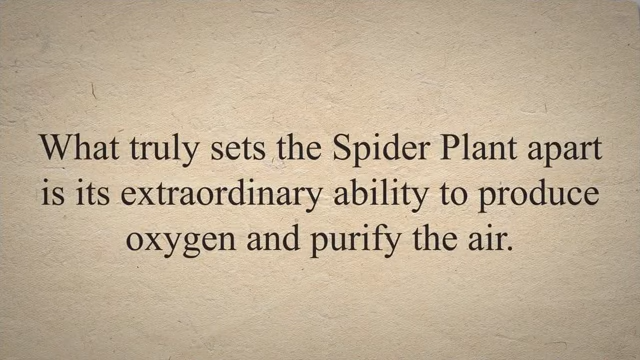 What truly sets the Spider Plant apart
is its extraordinary ability to produce
oxygen and purify the air.